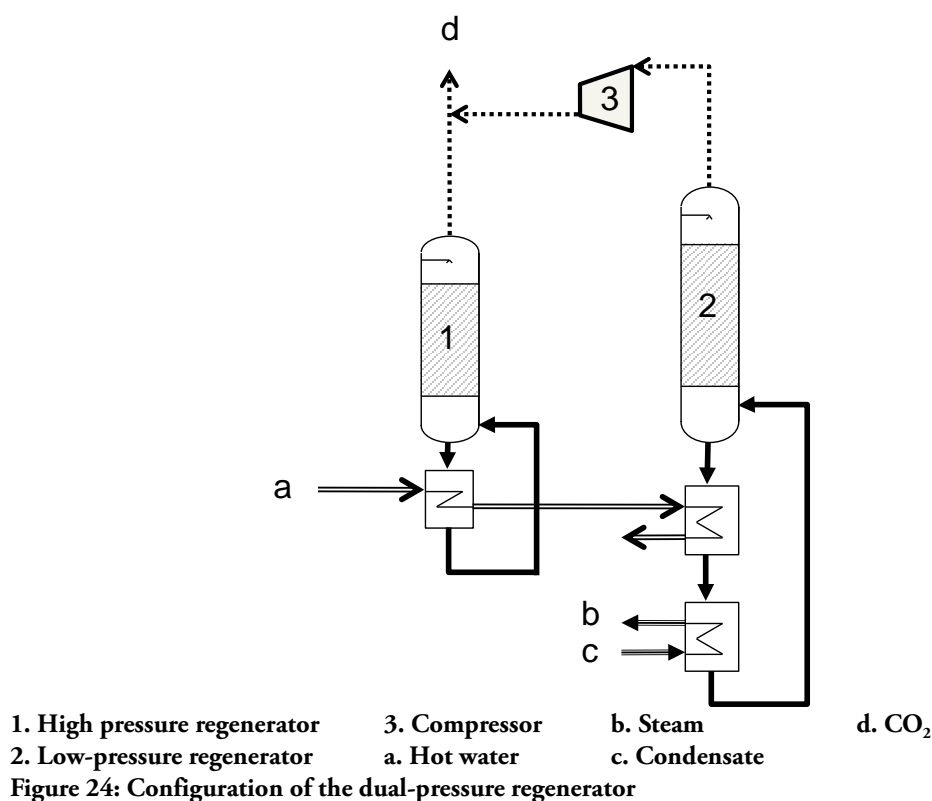 d
3
2
1
a
b
c
1. High pressure regenerator 3. Compressor b. Steam d. CO₂
2. Low-pressure regenerator a. Hot water c. Condensate
Figure 24: Configuration of the dual-pressure regenerator